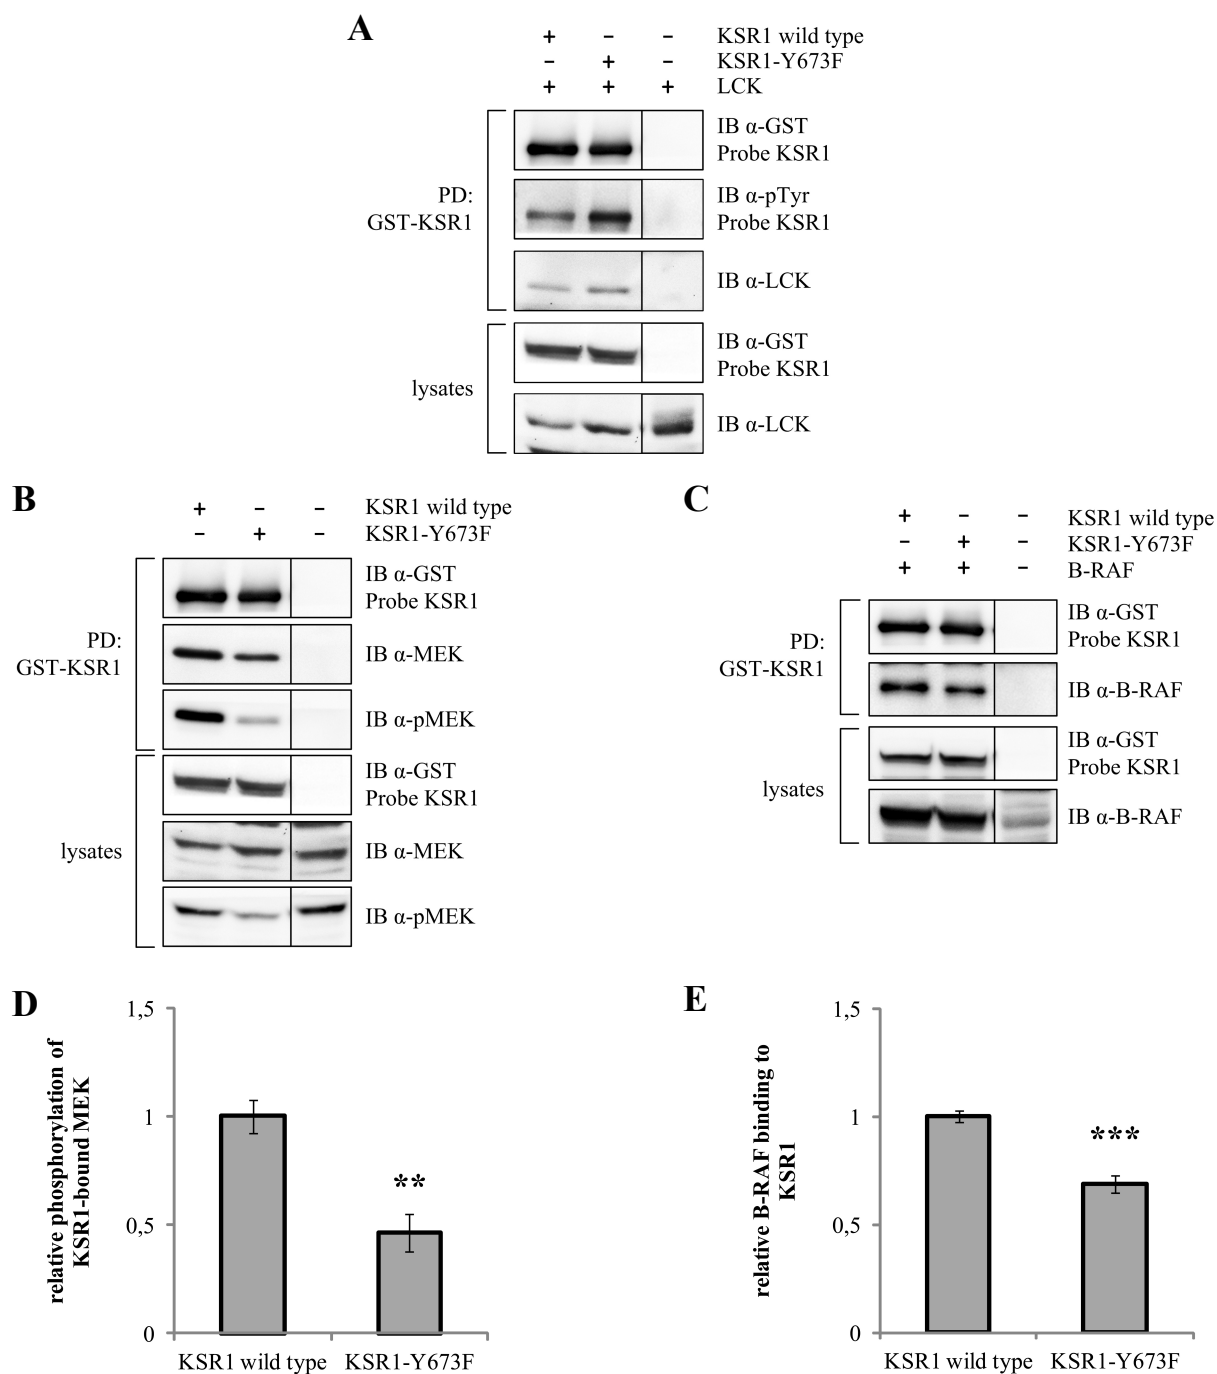 A
+ – – KSR1 wild type
– + – KSR1-Y673F
+ + + LCK
PD:
GST-KSR1
IB α-GST
Probe KSR1
IB α-pTyr
Probe KSR1
IB α-LCK
lysates
IB α-GST
Probe KSR1
IB α-LCK
B
+ – – KSR1 wild type
– + – KSR1-Y673F
PD:
GST-KSR1
IB α-GST
Probe KSR1
IB α-MEK
IB α-pMEK
lysates
IB α-GST
Probe KSR1
IB α-MEK
IB α-pMEK
C
+ – – KSR1 wild type
– + – KSR1-Y673F
+ + – B-RAF
PD:
GST-KSR1
IB α-GST
Probe KSR1
IB α-B-RAF
lysates
IB α-GST
Probe KSR1
IB α-B-RAF
D
relative phosphorylation of
KSR1-bound MEK
1,5
1
0,5
0
**
KSR1 wild type KSR1-Y673F
E
relative B-RAF binding to
KSR1
1,5
1
0,5
0
***
KSR1 wild type KSR1-Y673F